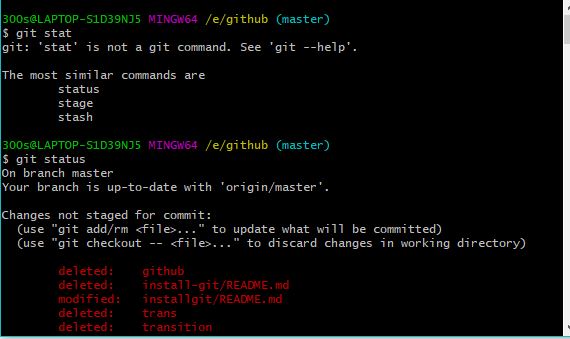 3OOs@LAPTOP-S1D39NJ5 MINGW64 /e/github (master)
$ git stat
git: 'stat' is not a git command. See 'git --help'.
The most similar commands are
status
stage
stash
3OOs@LAPTOP-S1D39NJ5 MINGW64 /e/github (master)
$ git status
On branch master
Your branch is up-to-date with 'origin/master'.
Changes not staged for commit:
(use "git add/rm <file>..." to update what will be committed)
(use "git checkout -- <file>..." to discard changes in working directory)
deleted: github
deleted: install-git/README.md
modified: installgit/README.md
deleted: trans
deleted: transition